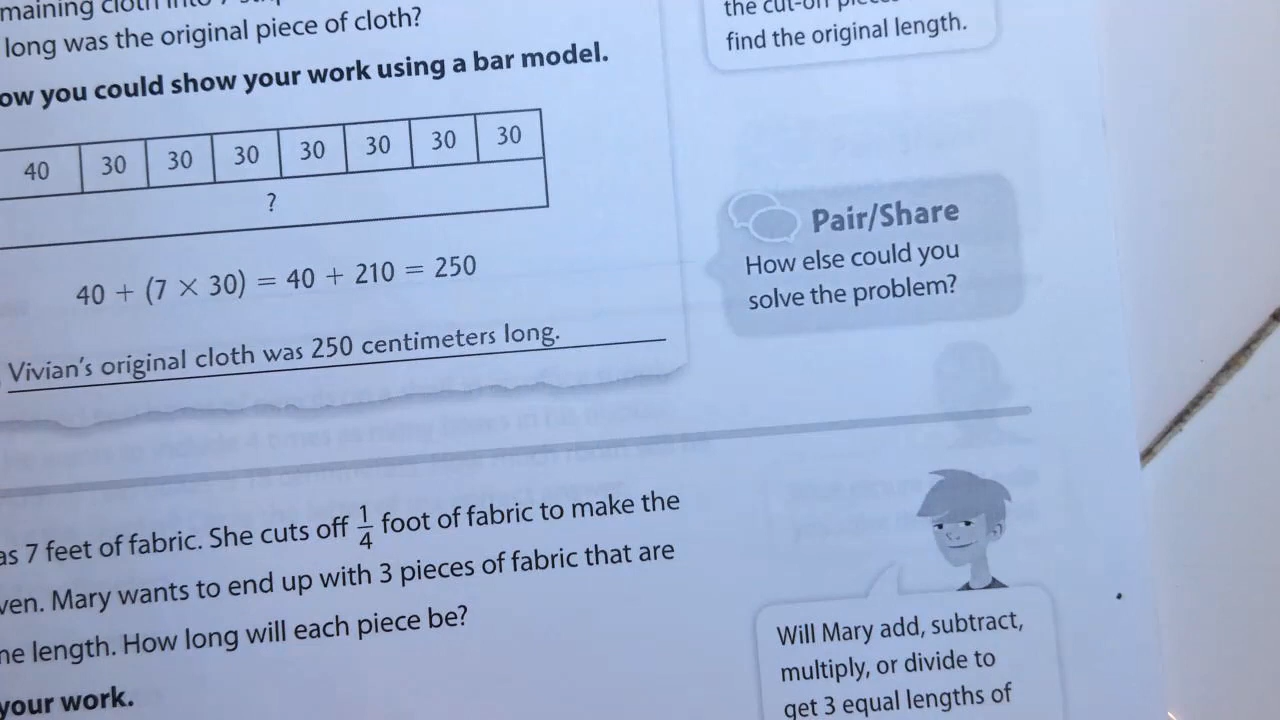 long was the original piece of cloth?
ow you could show your work using a bar model.
40 30 30 30 30 30 30 30
?
40 + (7 × 30) = 40 + 210 = 250
Vivian's original cloth was 250 centimeters long.
find the original length.
Pair/Share
How else could you
solve the problem?
as 7 feet of fabric. She cuts off 1/4 foot of fabric to make the
ven. Mary wants to end up with 3 pieces of fabric that are
ne length. How long will each piece be?
your work.
Will Mary add, subtract,
multiply, or divide to
get 3 equal lengths of